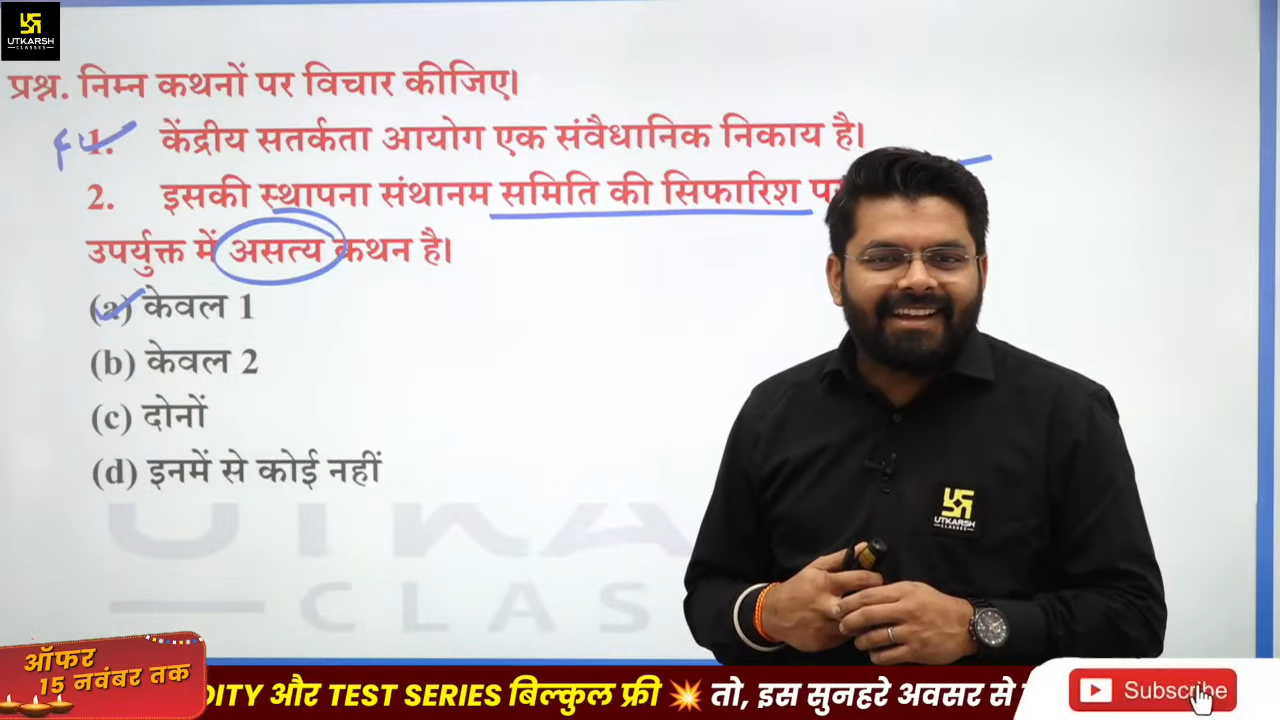 UTKARSH
CLASSES
प्रश्न. निम्न कथनों पर विचार कीजिए।
1. केंद्रीय सतर्कता आयोग एक संवैधानिक निकाय है।
2. इसकी स्थापना संथानम समिति की सिफारिश
उपर्युक्त में असत्य कथन है।
(a) केवल 1
(b) केवल 2
(c) दोनों
(d) इनमें से कोई नहीं
UTKARSH
CLASSES
CLAS
ऑफर
15 नवंबर तक
DITY और TEST SERIES बिल्कुल फ्री 💥 तो, इस सुनहरे अवसर से
Subscribe